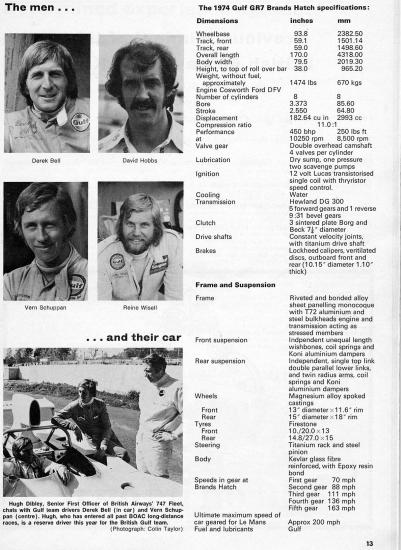 The men ...
Derek Bell
David Hobbs
Vern Schuppan
Reine Wisell
... and their car
Hugh Dibley, Senior First Officer of British Airways' 747 Fleet,
chats with Gulf team drivers Derek Bell (in car) and Vern Schup-
pan (centre). Hugh, who has entered all past BOAC long-distance
races, is a reserve driver this year for the British Gulf team.
(Photograph: Colin Taylor)
The 1974 Gulf GR7 Brands Hatch specifications:
Dimensions inches mm
Wheelbase 93.8 2382.50
Track, front 59.1 1501.14
Track, rear 59.0 1498.60
Overall length 170.0 4318.00
Body width 79.5 2019.30
Height, to top of roll over bar 38.0 965.20
Weight, without fuel,
approximately 1474 lbs 670 kgs
Engine Cosworth Ford DFV
Number of cylinders 8 8
Bore 3.373 85.60
Stroke 2.550 64.80
Displacement 182.64 cu in 2993 cc
Compression ratio 11.0:1
Performance 450 bhp 250 lbs ft
at 10250 rpm 8,500 rpm
Valve gear Double overhead camshaft
4 valves per cylinder
Lubrication Dry sump, one pressure
two scavenge pumps
Ignition 12 volt Lucas transistorised
single coil with thryristor
speed control.
Cooling Water
Transmission Hewland DG 300
5 forward gears and 1 reverse
9:31 bevel gears
Clutch 3 sintered plate Borg and
Beck 7¼" diameter
Drive shafts Constant velocity joints,
with titanium drive shaft
Brakes Lockheed calipers, ventilated
discs, outboard front and
rear (10.15" diameter 1.10"
thick)
Frame and Suspension
Frame Riveted and bonded alloy
sheet panelling monocoque
with T72 aluminium and
steel bulkheads engine and
transmission acting as
stressed members
Front suspension Indpendent unequal length
wishbones, coil springs and
Koni aluminium dampers
Rear suspension Independent, single top link
double parallel lower links,
and twin radius arms, coil
springs and Koni
aluminium dampers
Wheels Magnesium alloy spoked
castings
Front 13" diameter × 11.6" rim
Rear 15" diameter × 18" rim
Tyres Firestone
Front 10./20.0 × 13
Rear 14.8/27.0 × 15
Steering Titanium rack and steel
pinion
Body Kevlar glass fibre
reinforced, with Epoxy resin
bond
Speeds in gear at First gear 70 mph
Brands Hatch Second gear 88 mph
Third gear 111 mph
Fourth gear 136 mph
Fifth gear 163 mph
Ultimate maximum speed of
car geared for Le Mans Approx 200 mph
Fuel and lubricants Gulf
13